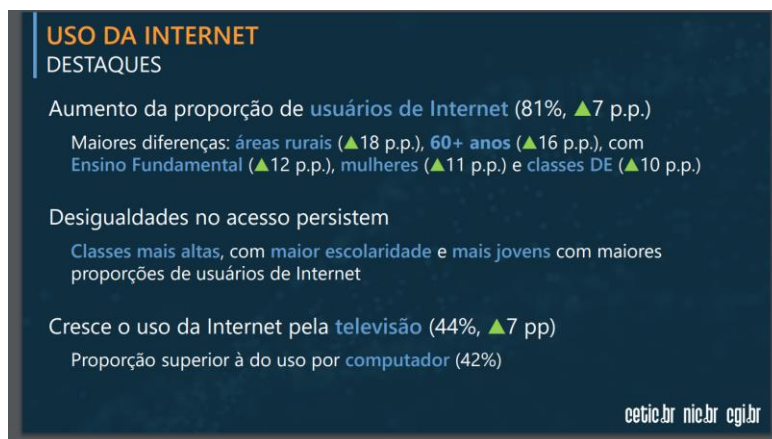 USO DA INTERNET
DESTAQUES
Aumento da proporção de usuários de Internet (81%, ▲7 p.p.)
Maiores diferenças: áreas rurais (▲18 p.p.), 60+ anos (▲16 p.p.), com
Ensino Fundamental (▲12 p.p.), mulheres (▲11 p.p.) e classes DE (▲10 p.p.)
Desigualdades no acesso persistem
Classes mais altas, com maior escolaridade e mais jovens com maiores
proporções de usuários de Internet
Cresce o uso da Internet pela televisão (44%, ▲7 pp)
Proporção superior à do uso por computador (42%)
cetic.br nic.br cgi.br